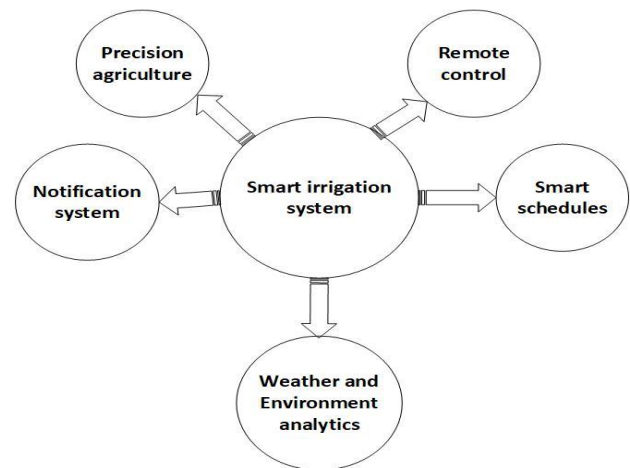 Precision
agriculture
Remote
control
Notification
system
Smart irrigation
system
Smart
schedules
Weather and
Environment
analytics